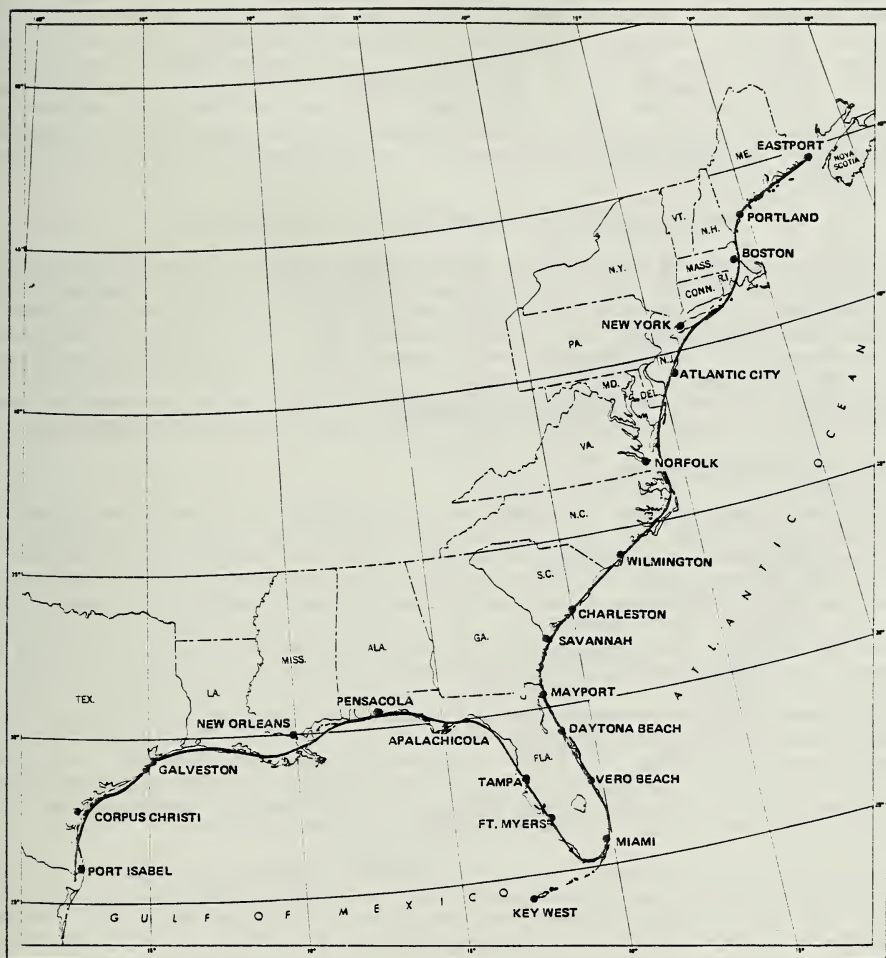 EASTPORT
ME.
NOVA
SCOTIA
PORTLAND
VT.
N.H.
BOSTON
MASS.
R.I.
CONN.
N.Y.
NEW YORK
PA.
N.J.
ATLANTIC CITY
MD.
DEL.
VA.
NORFOLK
N.C.
WILMINGTON
S.C.
CHARLESTON
SAVANNAH
GA.
ALA.
MISS.
LA.
TEX.
MAYPORT
PENSACOLA
NEW ORLEANS
APALACHICOLA
DAYTONA BEACH
FLA.
GALVESTON
TAMPA
VERO BEACH
CORPUS CHRISTI
FT. MYERS
MIAMI
PORT ISABEL
KEY WEST
GULF OF MEXICO
ATLANTIC OCEAN